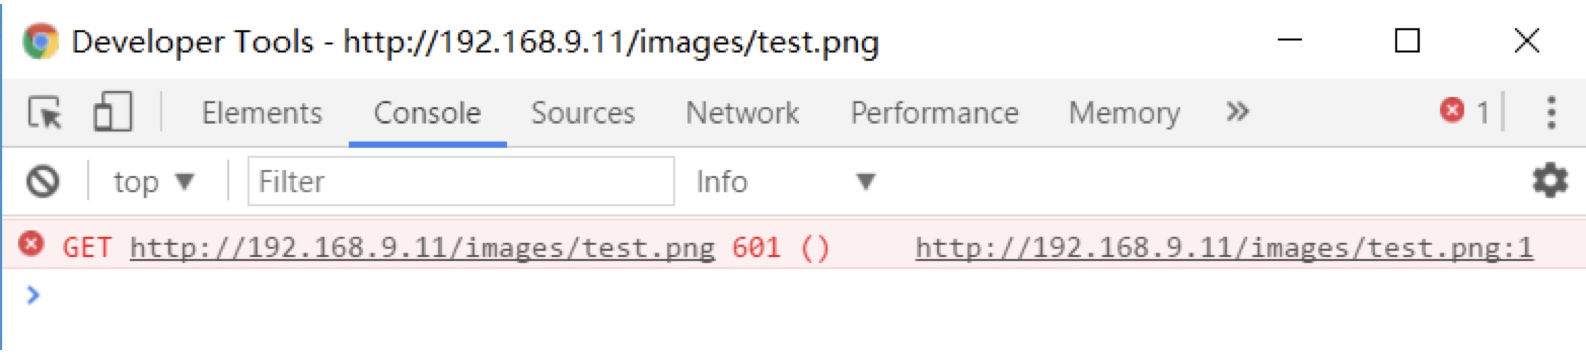 Developer Tools - http://192.168.9.11/images/test.png
Elements Console Sources Network Performance Memory » 1
top Filter Info
GET http://192.168.9.11/images/test.png 601 () http://192.168.9.11/images/test.png:1